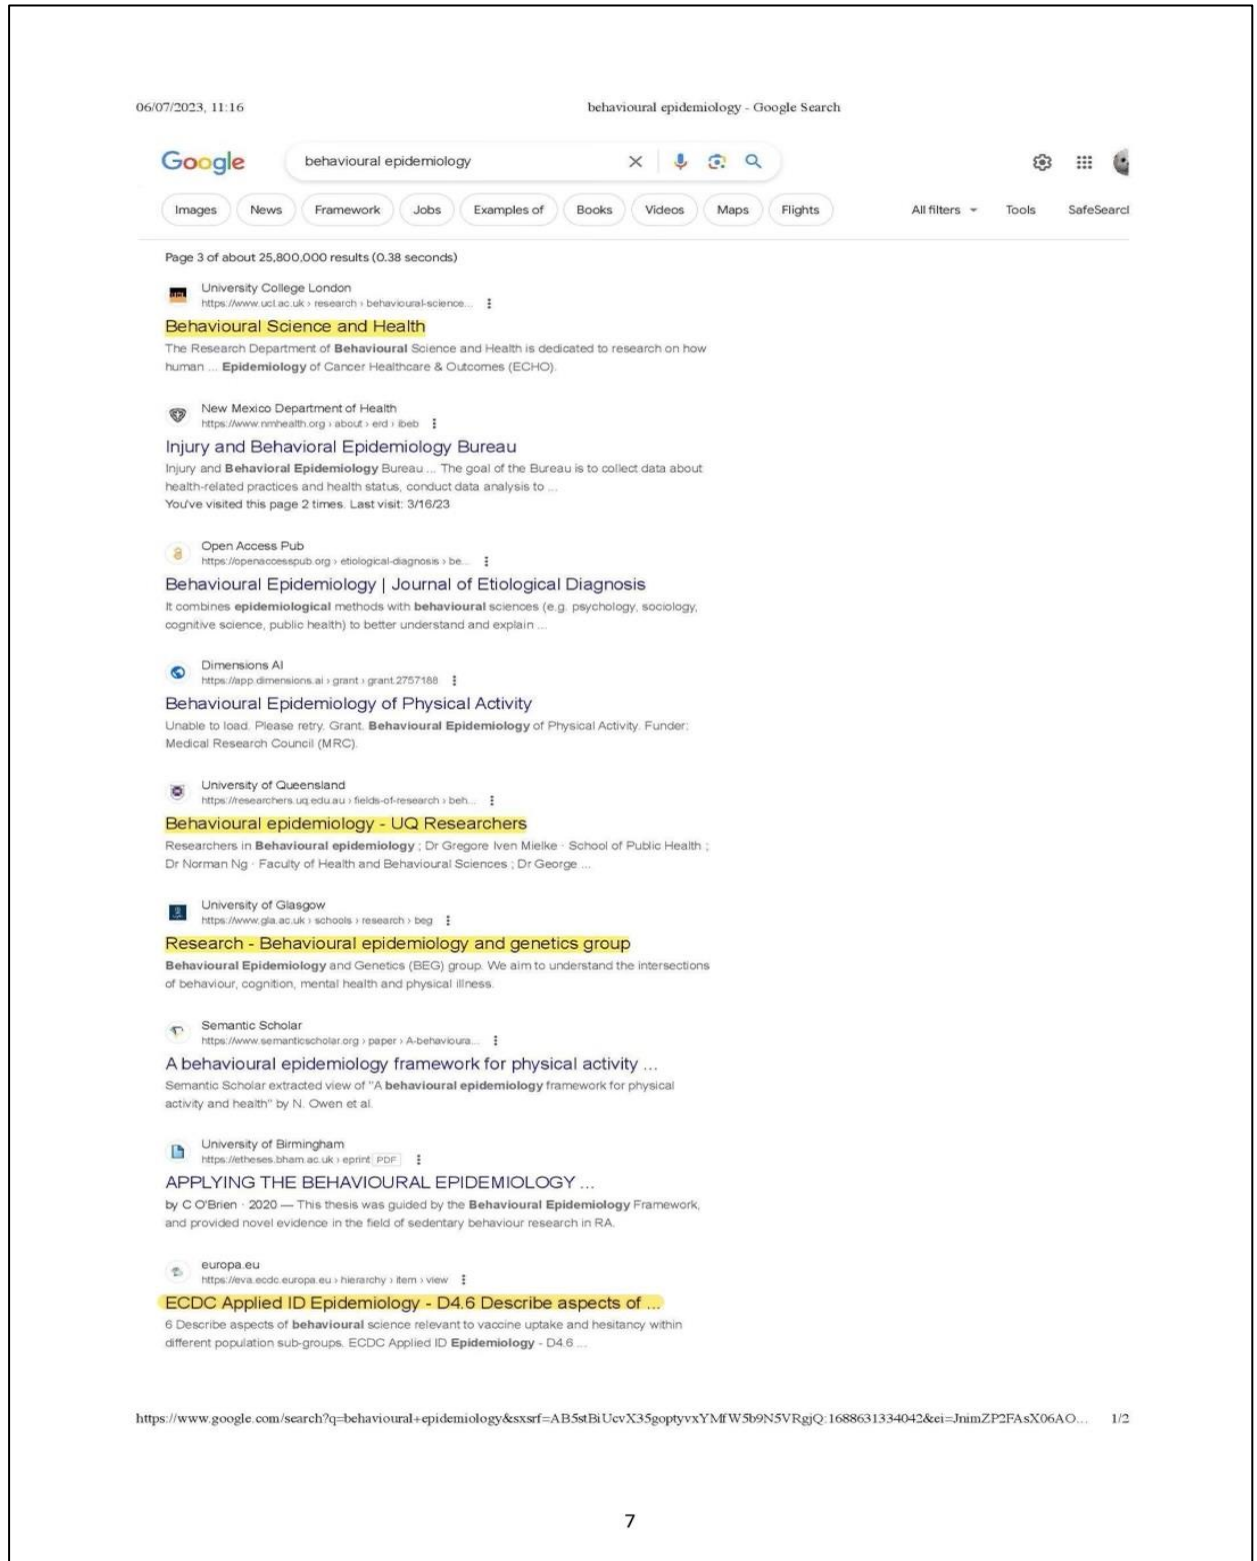 06/07/2023, 11:16 behavioural epidemiology - Google Search
Google behavioural epidemiology
Images News Framework Jobs Examples of Books Videos Maps Flights All filters Tools SafeSearcl
Page 3 of about 25,800,000 results (0.38 seconds)
University College London
https://www.ucl.ac.uk › research › behavioural-science...
Behavioural Science and Health
The Research Department of Behavioural Science and Health is dedicated to research on how
human ... Epidemiology of Cancer Healthcare & Outcomes (ECHO).
New Mexico Department of Health
https://www.nmhealth.org › about › erd › ibeb
Injury and Behavioral Epidemiology Bureau
Injury and Behavioral Epidemiology Bureau ... The goal of the Bureau is to collect data about
health-related practices and health status, conduct data analysis to ...
You've visited this page 2 times. Last visit: 3/16/23
Open Access Pub
https://openaccesspub.org › etiological-diagnosis › be...
Behavioural Epidemiology | Journal of Etiological Diagnosis
It combines epidemiological methods with behavioural sciences (e.g. psychology, sociology,
cognitive science, public health) to better understand and explain ...
Dimensions AI
https://app.dimensions.ai › grant › grant.2757188
Behavioural Epidemiology of Physical Activity
Unable to load. Please retry. Grant. Behavioural Epidemiology of Physical Activity. Funder:
Medical Research Council (MRC).
University of Queensland
https://researchers.uq.edu.au › fields-of-research › beh...
Behavioural epidemiology - UQ Researchers
Researchers in Behavioural epidemiology ; Dr Gregore Iven Mielke · School of Public Health ;
Dr Norman Ng · Faculty of Health and Behavioural Sciences ; Dr George ...
University of Glasgow
https://www.gla.ac.uk › schools › research › beg
Research - Behavioural epidemiology and genetics group
Behavioural Epidemiology and Genetics (BEG) group. We aim to understand the intersections
of behaviour, cognition, mental health and physical illness.
Semantic Scholar
https://www.semanticscholar.org › paper › A-behavioura...
A behavioural epidemiology framework for physical activity ...
Semantic Scholar extracted view of "A behavioural epidemiology framework for physical
activity and health" by N. Owen et al.
University of Birmingham
https://etheses.bham.ac.uk › eprint PDF
APPLYING THE BEHAVIOURAL EPIDEMIOLOGY ...
by C O'Brien · 2020 — This thesis was guided by the Behavioural Epidemiology Framework,
and provided novel evidence in the field of sedentary behaviour research in RA.
europa.eu
https://eva.ecdc.europa.eu › hierarchy › item › view
ECDC Applied ID Epidemiology - D4.6 Describe aspects of ...
6 Describe aspects of behavioural science relevant to vaccine uptake and hesitancy within
different population sub-groups. ECDC Applied ID Epidemiology - D4.6 ...
https://www.google.com/search?q=behavioural+epidemiology&sxsrf=AB5stBiUcvX35goptyvxYMfW5b9N5VRgjQ:1688631334042&ei=JnimZP2FAsX06AO... 1/2
7